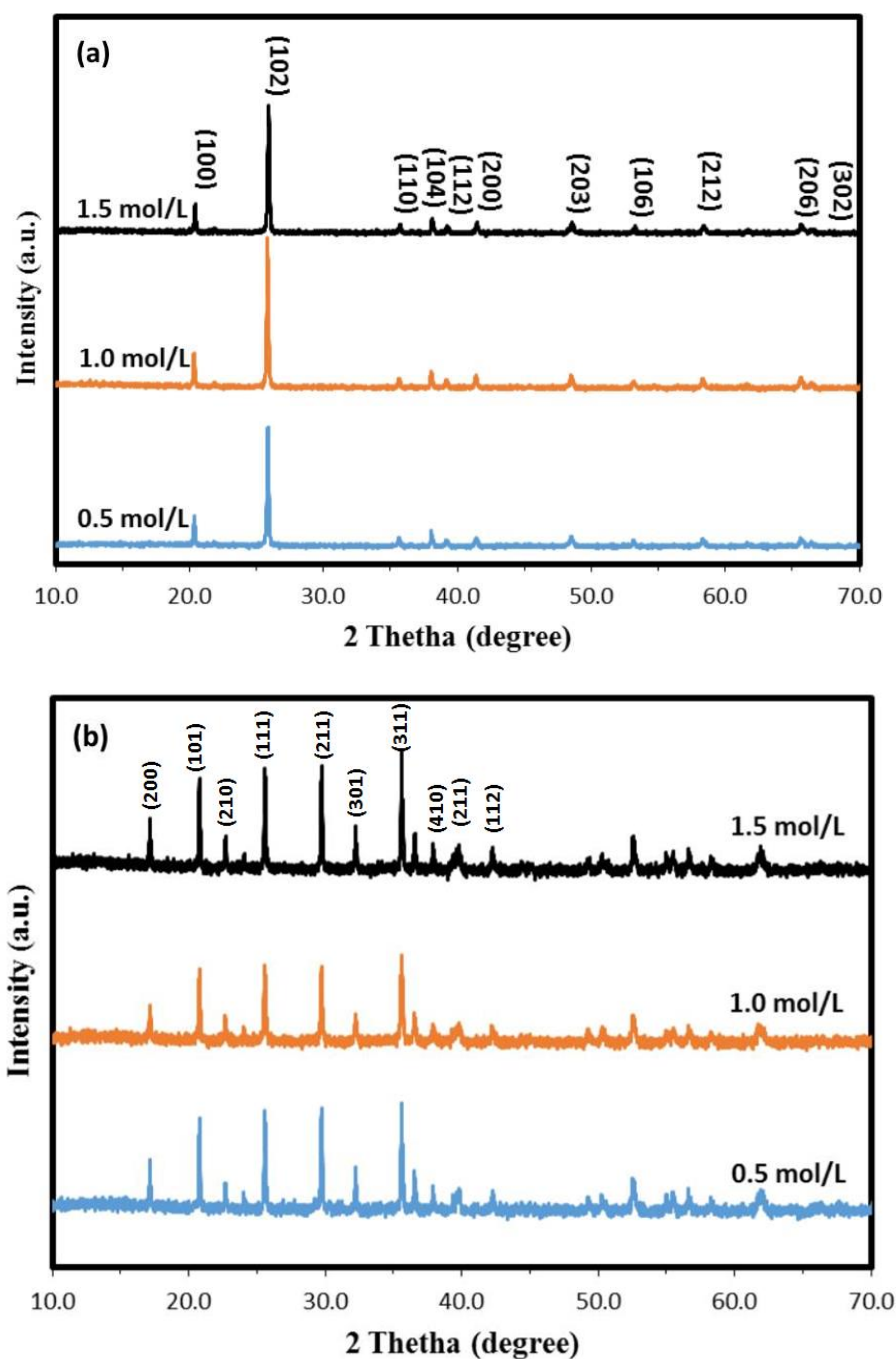 (a)
(100)
(102)
(110)
(104)
(112)
(200)
(203)
(106)
(212)
(206)
(302)
1.5 mol/L
1.0 mol/L
0.5 mol/L
Intensity (a.u.)
10.0 20.0 30.0 40.0 50.0 60.0 70.0
2 Thetha (degree)
(b)
(200)
(101)
(210)
(111)
(211)
(301)
(311)
(410)
(211)
(112)
1.5 mol/L
1.0 mol/L
0.5 mol/L
Intensity (a.u.)
10.0 20.0 30.0 40.0 50.0 60.0 70.0
2 Thetha (degree)